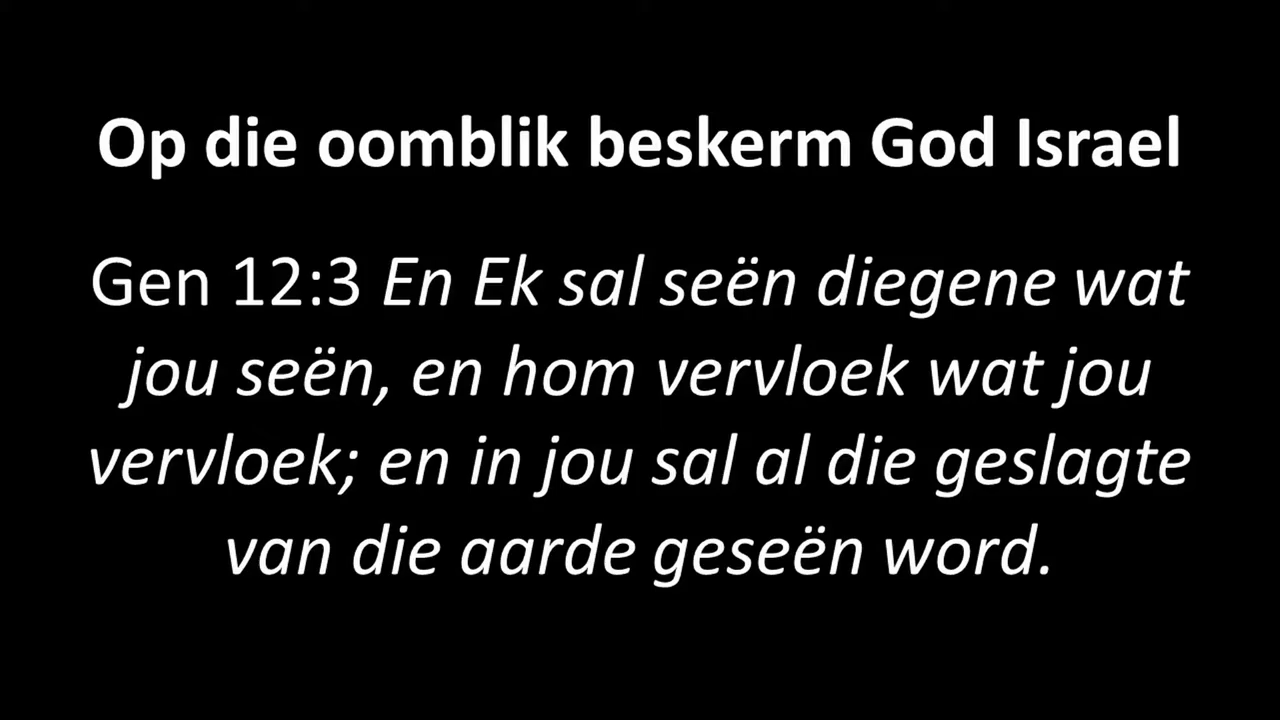 Op die oomblik beskerm God Israel
Gen 12:3 En Ek sal seën diegene wat
jou seën, en hom vervloek wat jou
vervloek; en in jou sal al die geslagte
van die aarde geseën word.